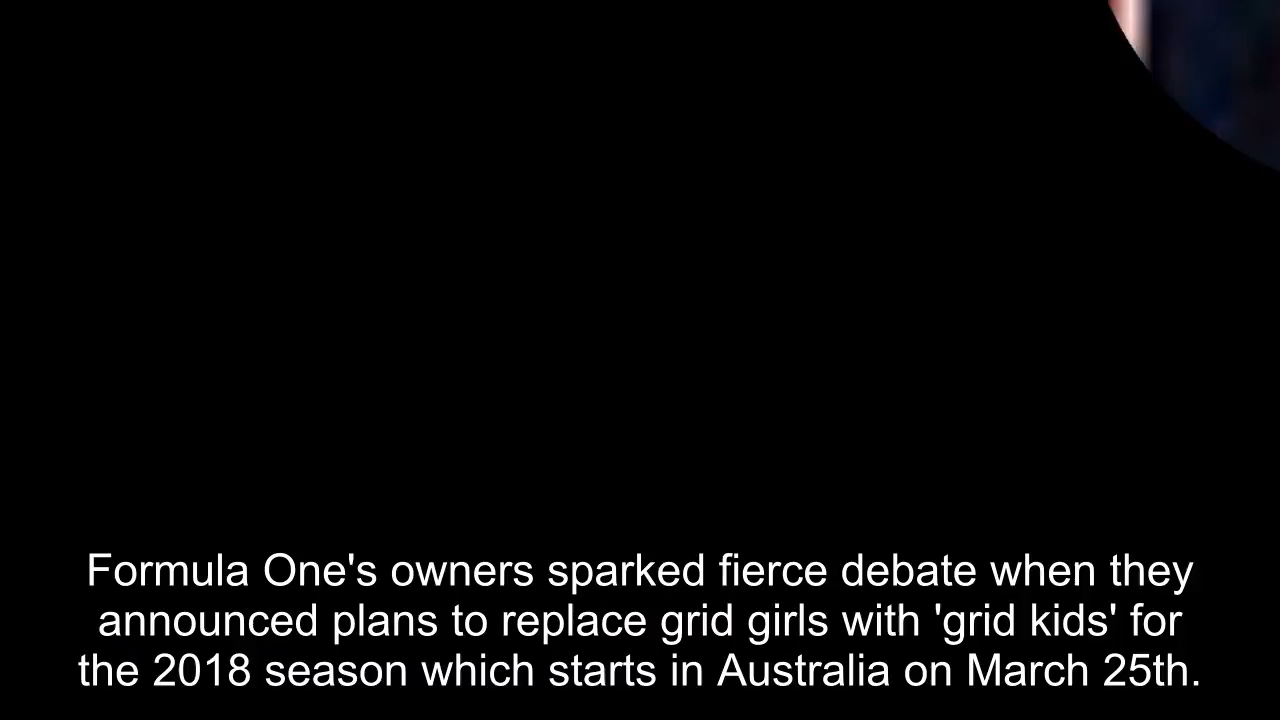 Formula One's owners sparked fierce debate when they
announced plans to replace grid girls with 'grid kids' for
the 2018 season which starts in Australia on March 25th.